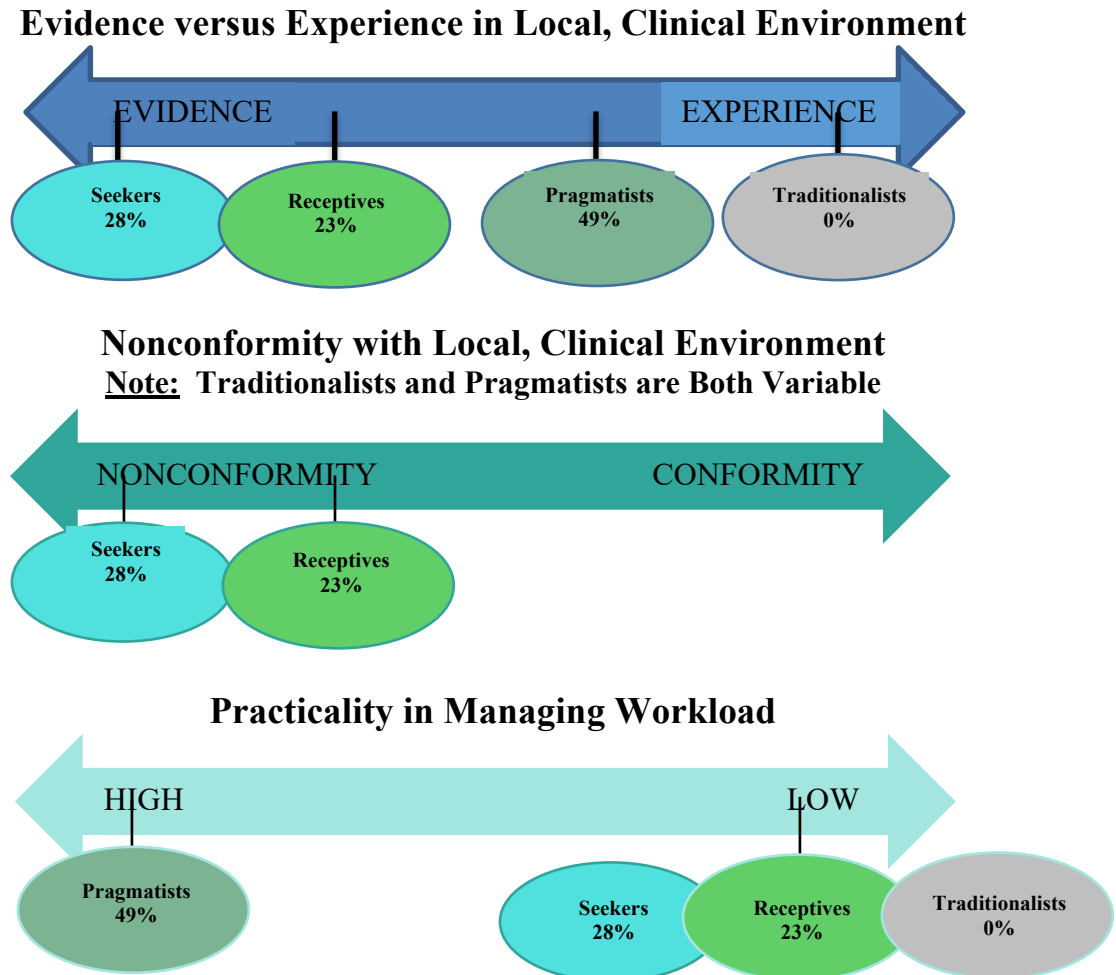 Evidence versus Experience in Local, Clinical Environment
EVIDENCE
EXPERIENCE
Seekers
28%
Receptives
23%
Pragmatists
49%
Traditionalists
0%
Nonconformity with Local, Clinical Environment
Note: Traditionalists and Pragmatists are Both Variable
NONCONFORMITY
CONFORMITY
Seekers
28%
Receptives
23%
Practicality in Managing Workload
HIGH
LOW
Pragmatists
49%
Seekers
28%
Receptives
23%
Traditionalists
0%